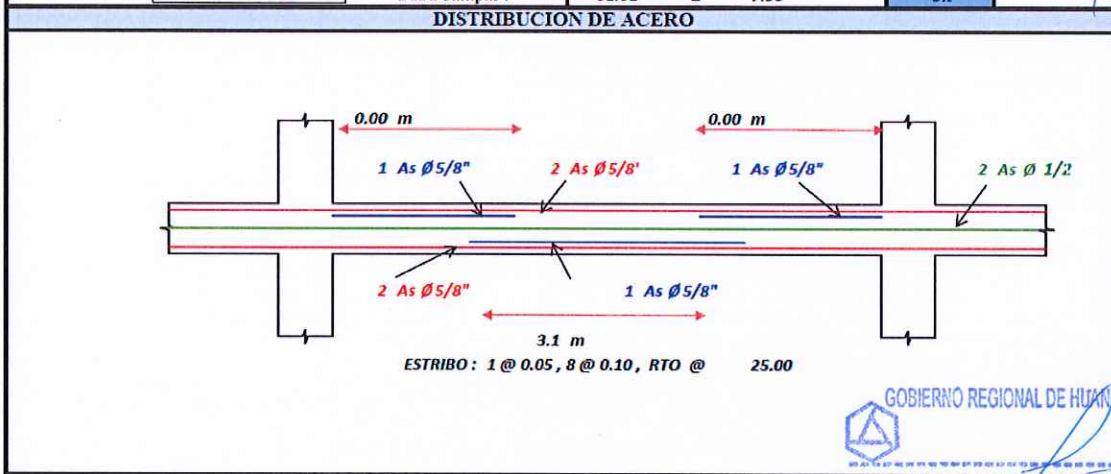 DISTRIBUCION DE ACERO
0.00 m
0.00 m
1 As Ø5/8"
2 As Ø5/8'
1 As Ø5/8"
2 As Ø 1/2
2 As Ø5/8"
1 As Ø5/8"
3.1 m
ESTRIBO : 1 @ 0.05 , 8 @ 0.10 , RTO @ 25.00
GOBIERNO REGIONAL DE HUAN